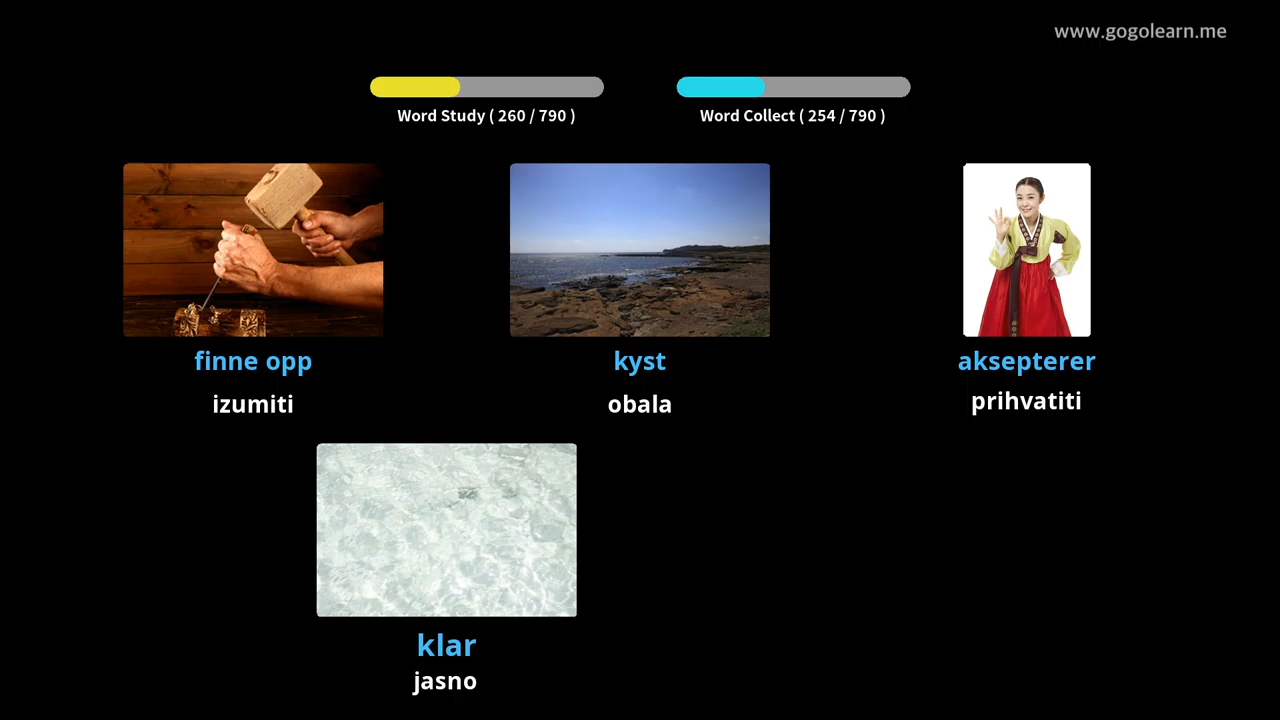 www.gogolearn.me
Word Study ( 260 / 790 )
Word Collect ( 254 / 790 )
finne opp
kyst
aksepterer
izumiti
obala
prihvatiti
klar
jasno